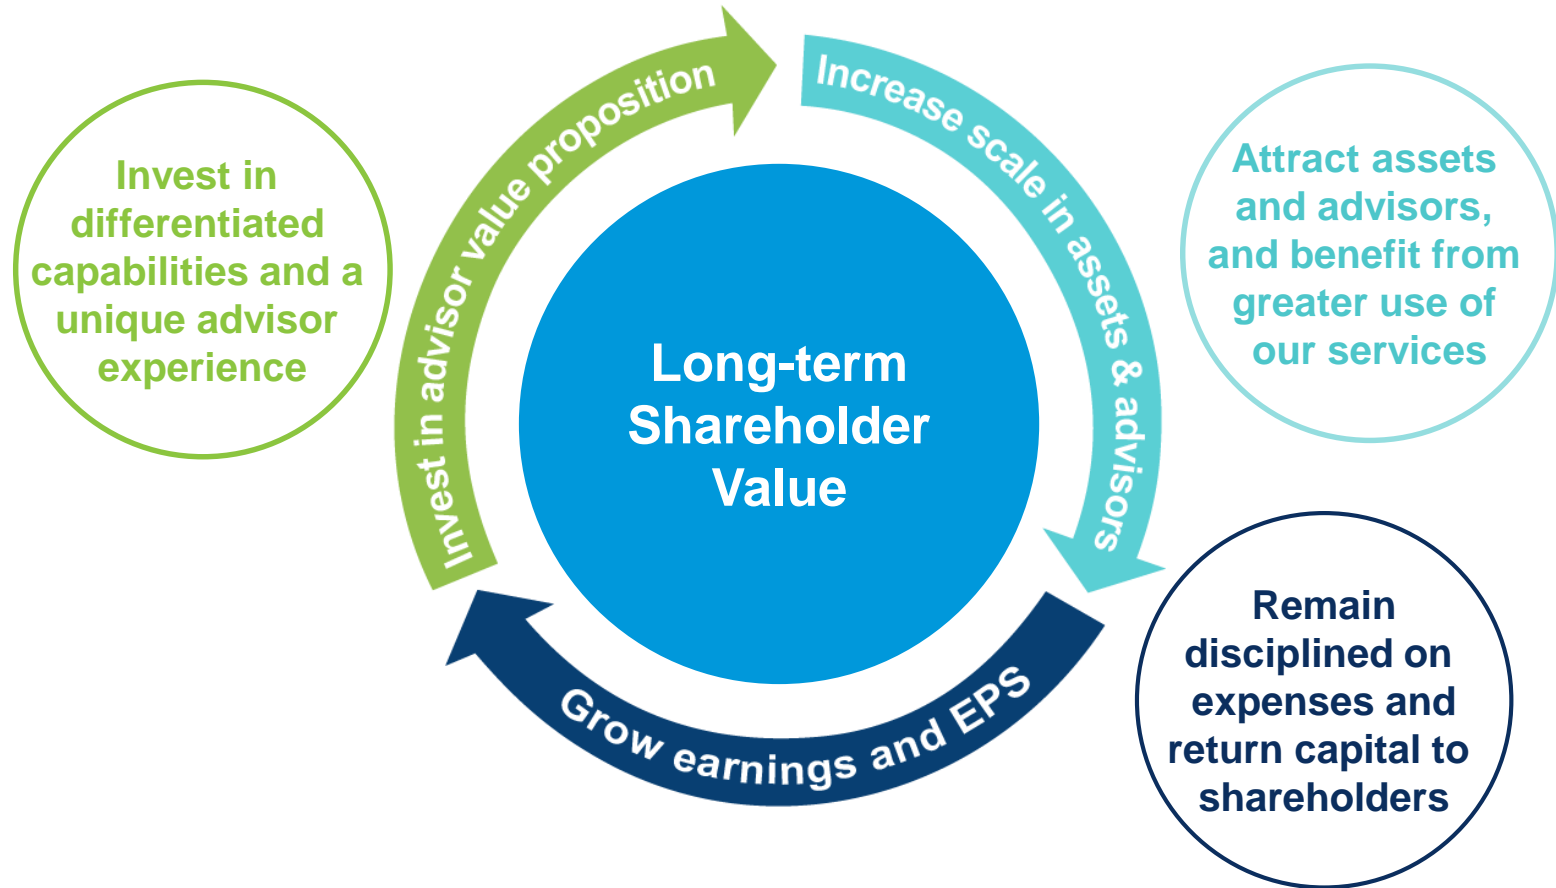 Invest in advisor value proposition
Increase scale in assets & advisors
Grow earnings and EPS
Long-term
Shareholder
Value
Invest in
differentiated
capabilities and a
unique advisor
experience
Attract assets
and advisors,
and benefit from
greater use of
our services
Remain
disciplined on
expenses and
return capital to
shareholders